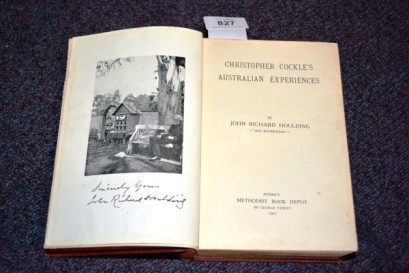 827
Sincerely Yours
John Richard Houlding
CHRISTOPHER COCKLE'S
AUSTRALIAN EXPERIENCES
BY
JOHN RICHARD HOULDING
SYDNEY:
METHODIST BOOK DEPOT